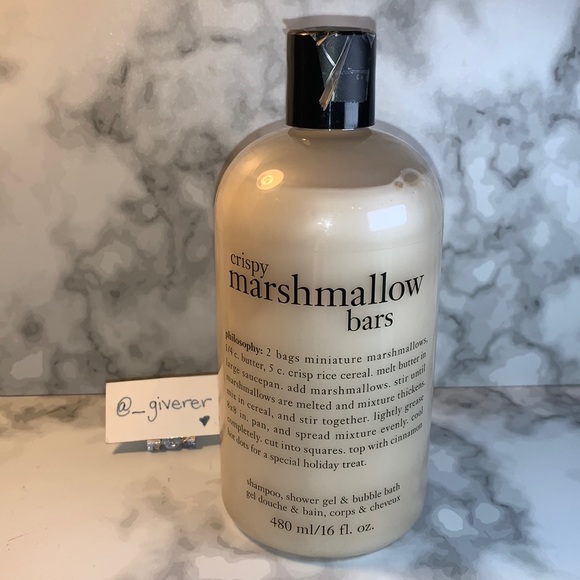 crispy
marshmallow
bars
philosophy: 2 bags miniature marshmallows,
1/4 c. butter, 5 c. crisp rice cereal. melt butter in
large saucepan. add marshmallows. stir until
marshmallows are melted and mixture thickens.
mix in cereal, and stir together. lightly grease
in. pan, and spread mixture evenly. cool
completely. cut into squares. top with cinnamon
hot dots for a special holiday treat.
shampoo, shower gel & bubble bath
gel douche & bain, corps & cheveux
480 ml/16 fl. oz.
@_giverer
♥